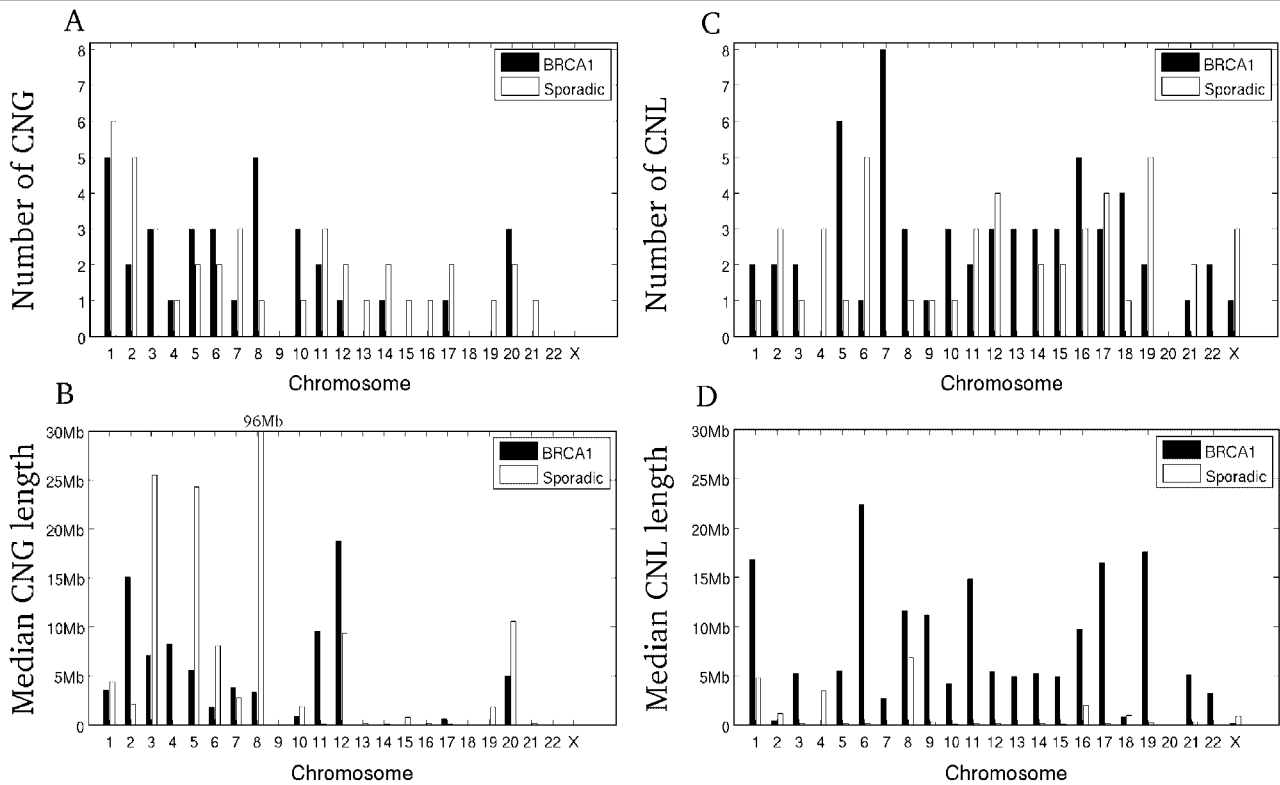 A
Number of CNG
8
7
6
5
4
3
2
1
0
BRCA1
Sporadic
1 2 3 4 5 6 7 8 9 10 11 12 13 14 15 16 17 18 19 20 21 22 X
Chromosome
C
Number of CNL
8
7
6
5
4
3
2
1
0
BRCA1
Sporadic
1 2 3 4 5 6 7 8 9 10 11 12 13 14 15 16 17 18 19 20 21 22 X
Chromosome
B
96Mb
Median CNG length
30Mb
25Mb
20Mb
15Mb
10Mb
5Mb
0
BRCA1
Sporadic
1 2 3 4 5 6 7 8 9 10 11 12 13 14 15 16 17 18 19 20 21 22 X
Chromosome
D
Median CNL length
30Mb
25Mb
20Mb
15Mb
10Mb
5Mb
0
BRCA1
Sporadic
1 2 3 4 5 6 7 8 9 10 11 12 13 14 15 16 17 18 19 20 21 22 X
Chromosome